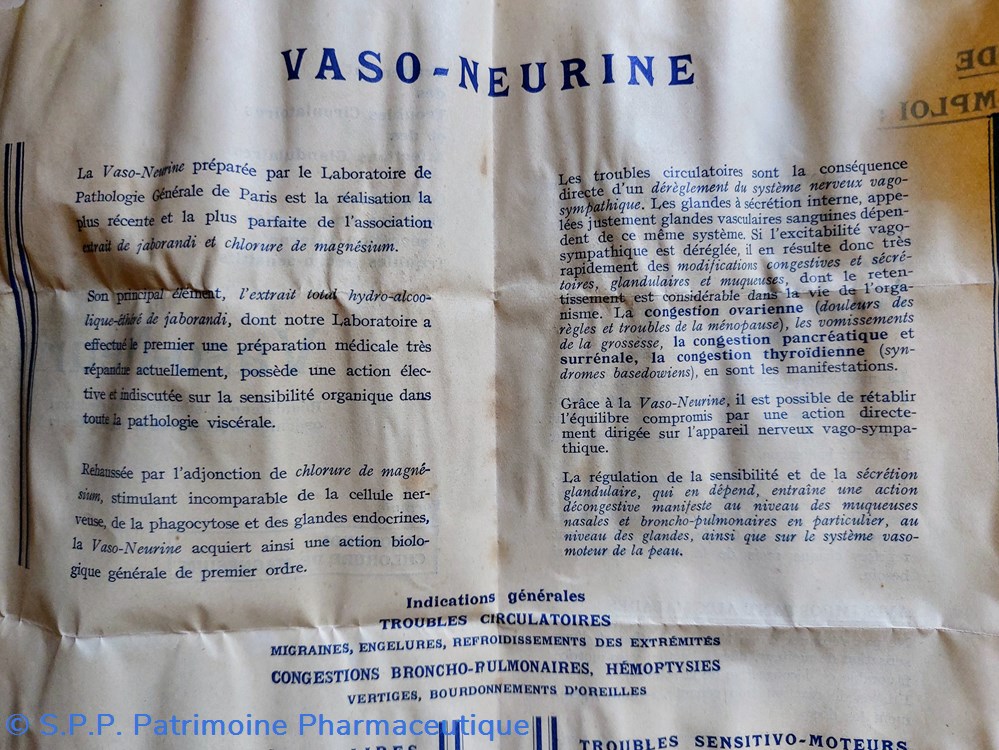 VASO-NEURINE
DE
MPLOI :
La Vaso-Neurine préparée par le Laboratoire de
Pathologie Générale de Paris est la réalisation la
plus récente et la plus parfaite de l'association
extrait de jaborandi et chlorure de magnésium.
Son principal élément, l'extrait total hydro-alcoo-
lique-éthéré de jaborandi, dont notre Laboratoire a
effectué le premier une préparation médicale très
répandue actuellement, possède une action élec-
tive et indiscutée sur la sensibilité organique dans
toute la pathologie viscérale.
Rehaussée par l'adjonction de chlorure de magné-
sium, stimulant incomparable de la cellule ner-
veuse, de la phagocytose et des glandes endocrines,
la Vaso-Neurine acquiert ainsi une action biolo-
gique générale de premier ordre.
Les troubles circulatoires sont la conséquence
directe d'un dérèglement du système nerveux vago-
sympathique. Les glandes à sécrétion interne, appe-
lées justement glandes vasculaires sanguines dépen-
dent de ce même système. Si l'excitabilité vago-
sympathique est déréglée, il en résulte donc très
rapidement des modifications congestives et sécré-
toires, glandulaires et muqueuses, dont le reten-
tissement est considérable dans la vie de l'orga-
nisme. La congestion ovarienne (douleurs des
règles et troubles de la ménopause), les vomissements
de la grossesse, la congestion pancréatique et
surrénale, la congestion thyroïdienne (syn-
dromes basedowiens), en sont les manifestations.
Grâce à la Vaso-Neurine, il est possible de rétablir
l'équilibre compromis par une action directe-
ment dirigée sur l'appareil nerveux vago-sympa-
thique.
La régulation de la sensibilité et de la sécrétion
glandulaire, qui en dépend, entraîne une action
décongestive manifeste au niveau des muqueuses
nasales et broncho-pulmonaires en particulier, au
niveau des glandes, ainsi que sur le système vaso-
moteur de la peau.
Indications générales
TROUBLES CIRCULATOIRES
MIGRAINES, ENGELURES, REFROIDISSEMENTS DES EXTRÉMITÉS
CONGESTIONS BRONCHO-PULMONAIRES, HÉMOPTYSIES
VERTIGES, BOURDONNEMENTS D'OREILLES
TROUBLES SENSITIVO-MOTEURS
© S.P.P. Patrimoine Pharmaceutique